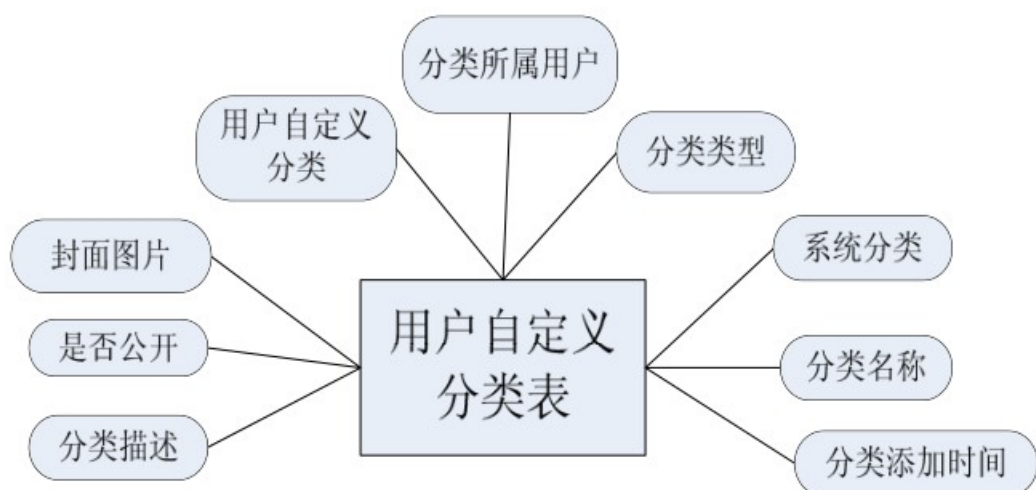 分类所属用户
用户自定义
分类
分类类型
封面图片
系统分类
是否公开
用户自定义
分类表
分类名称
分类描述
分类添加时间